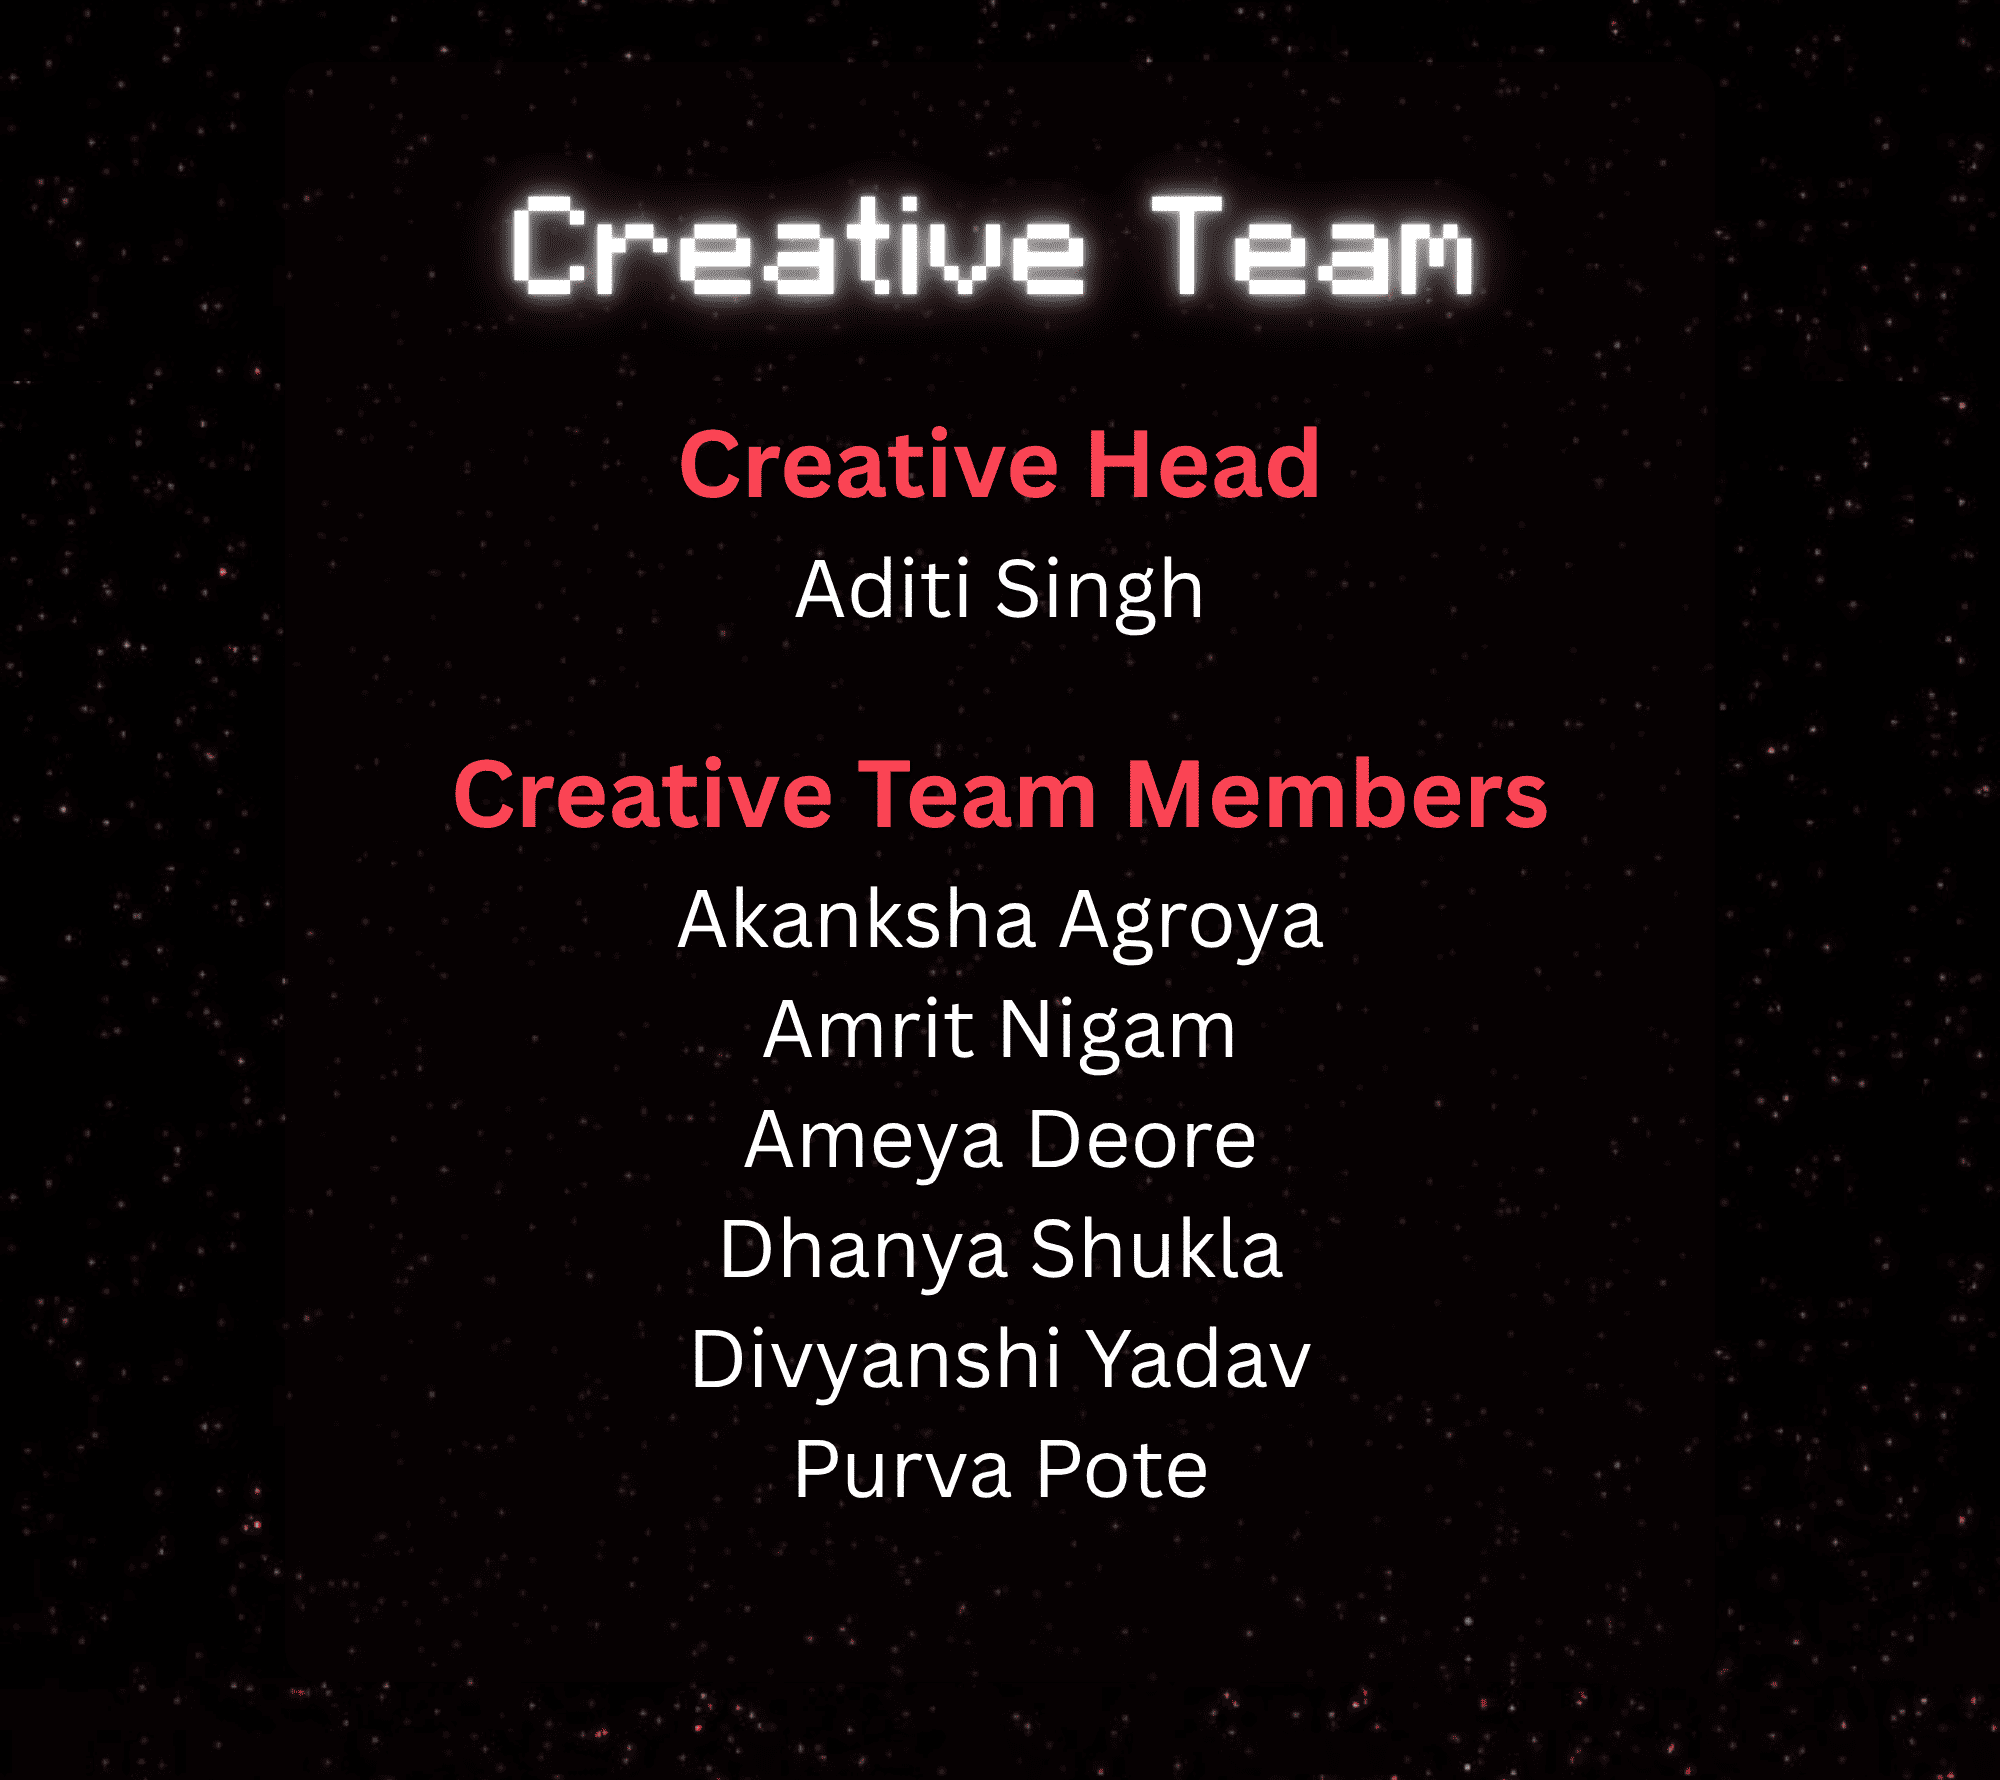 Creative Team
Creative Head
Aditi Singh
Creative Team Members
Akanksha Agroya
Amrit Nigam
Ameya Deore
Dhanya Shukla
Divyanshi Yadav
Purva Pote